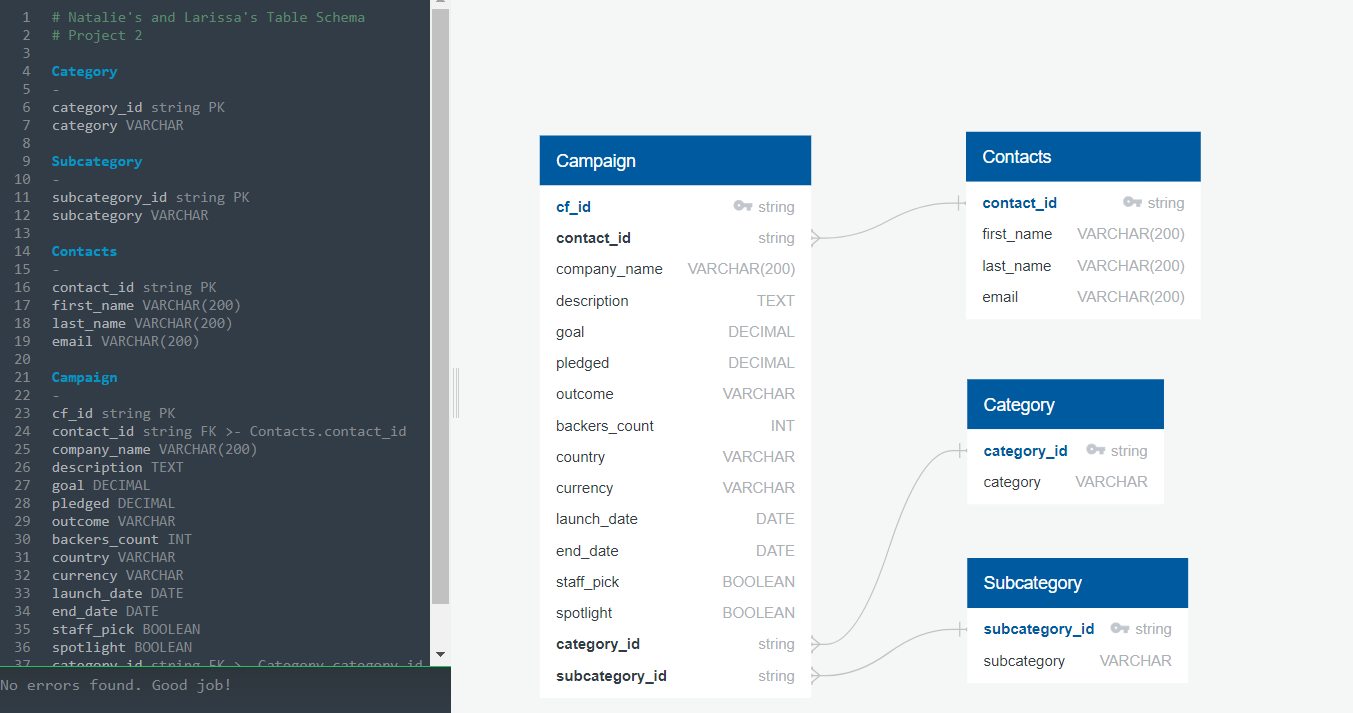 1 # Natalie's and Larissa's Table Schema
2 # Project 2
3
4 Category
5 -
6 category_id string PK
7 category VARCHAR
8
9 Subcategory
10 -
11 subcategory_id string PK
12 subcategory VARCHAR
13
14 Contacts
15 -
16 contact_id string PK
17 first_name VARCHAR(200)
18 last_name VARCHAR(200)
19 email VARCHAR(200)
20
21 Campaign
22 -
23 cf_id string PK
24 contact_id string FK >- Contacts.contact_id
25 company_name VARCHAR(200)
26 description TEXT
27 goal DECIMAL
28 pledged DECIMAL
29 outcome VARCHAR
30 backers_count INT
31 country VARCHAR
32 currency VARCHAR
33 launch_date DATE
34 end_date DATE
35 staff_pick BOOLEAN
36 spotlight BOOLEAN
37 category_id string FK >- Category.category_id
No errors found. Good job!
Campaign
cf_id string
contact_id string
company_name VARCHAR(200)
description TEXT
goal DECIMAL
pledged DECIMAL
outcome VARCHAR
backers_count INT
country VARCHAR
currency VARCHAR
launch_date DATE
end_date DATE
staff_pick BOOLEAN
spotlight BOOLEAN
category_id string
subcategory_id string
Contacts
contact_id string
first_name VARCHAR(200)
last_name VARCHAR(200)
email VARCHAR(200)
Category
category_id string
category VARCHAR
Subcategory
subcategory_id string
subcategory VARCHAR